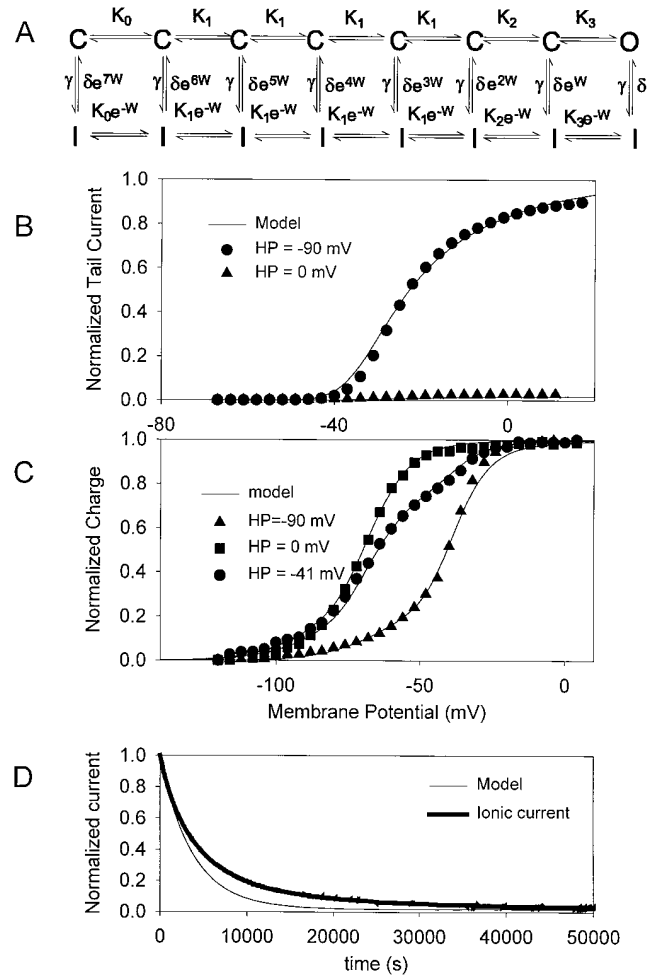 A
K₀ K₁ K₁ K₁ K₁ K₂ K₃
C C C C C C C O
γ δe⁷ᵂ γ δe⁶ᵂ γ δe⁵ᵂ γ δe⁴ᵂ γ δe³ᵂ γ δe²ᵂ γ δeᵂ γ δ
K₀e⁻ᵂ K₁e⁻ᵂ K₁e⁻ᵂ K₁e⁻ᵂ K₁e⁻ᵂ K₂e⁻ᵂ K₃e⁻ᵂ
I I I I I I I I
B
Normalized Tail Current
1.0
0.8
0.6
0.4
0.2
0.0
Model
HP = -90 mV
HP = 0 mV
-80 -40 0
C
Normalized Charge
1.0
0.8
0.6
0.4
0.2
0.0
model
HP=-90 mV
HP = 0 mV
HP = -41 mV
-100 -50 0
Membrane Potential (mV)
D
Normalized current
1.0
0.8
0.6
0.4
0.2
0.0
Model
Ionic current
0 10000 20000 30000 40000 50000
time (s)